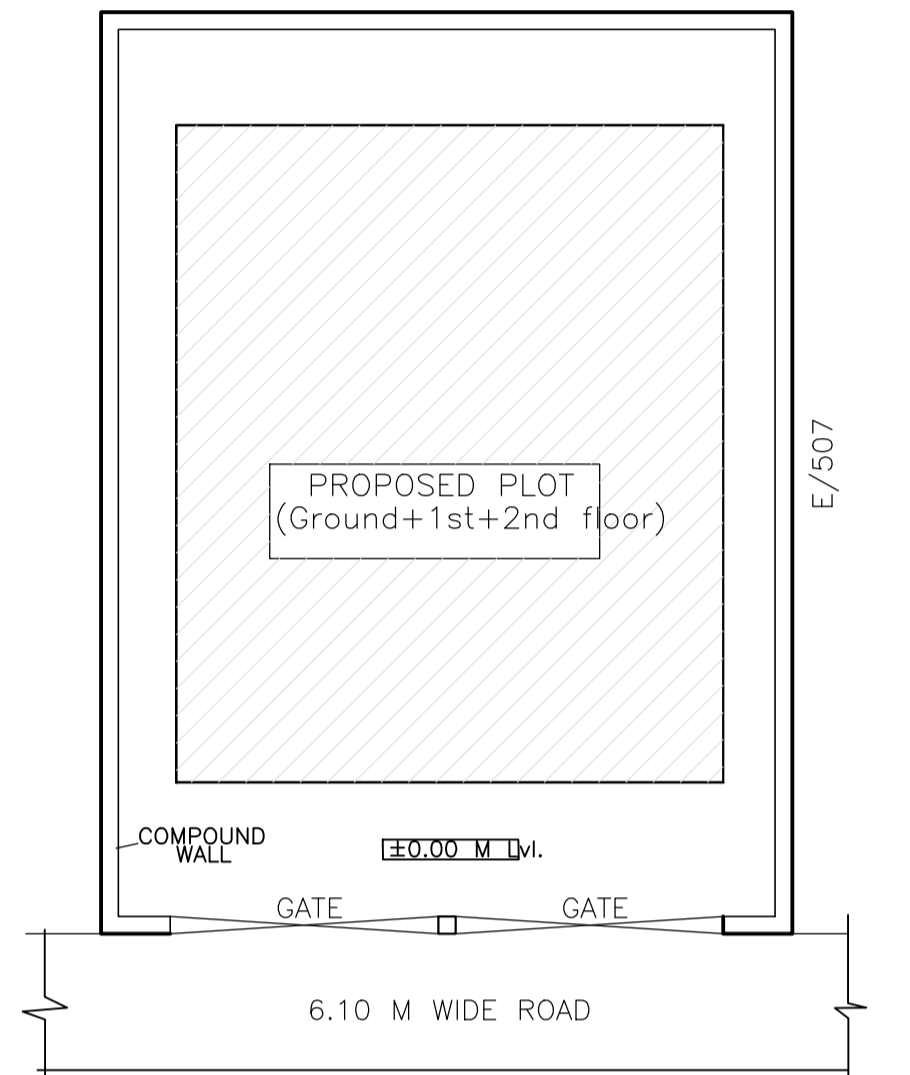 PROPOSED PLOT
(Ground+1st+2nd floor)
E/507
COMPOUND
WALL
±0.00 M Lvl.
GATE
GATE
6.10 M WIDE ROAD